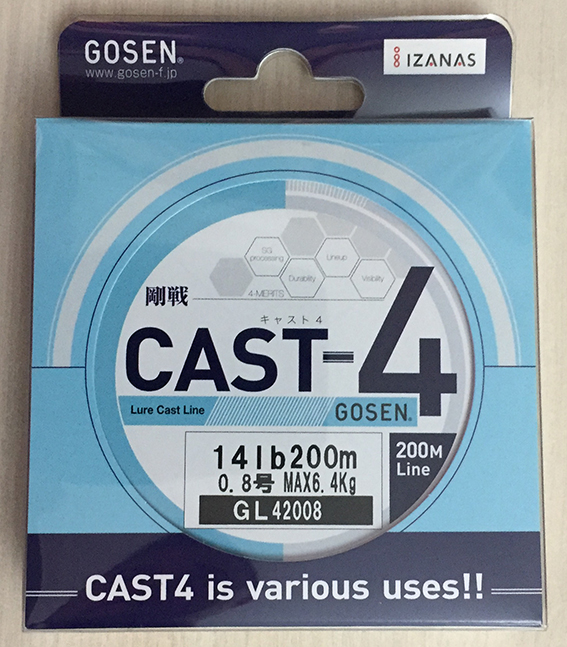 GOSEN®
www.gosen-f.jp
IZANAS
SG processing
Durability
Lineup
Visibility
4-MERITS
剛戦
キャスト4
CAST-4
Lure Cast Line
GOSEN®
14lb200m
0.8号 MAX6.4Kg
GL42008
200M
Line
CAST4 is various uses!!